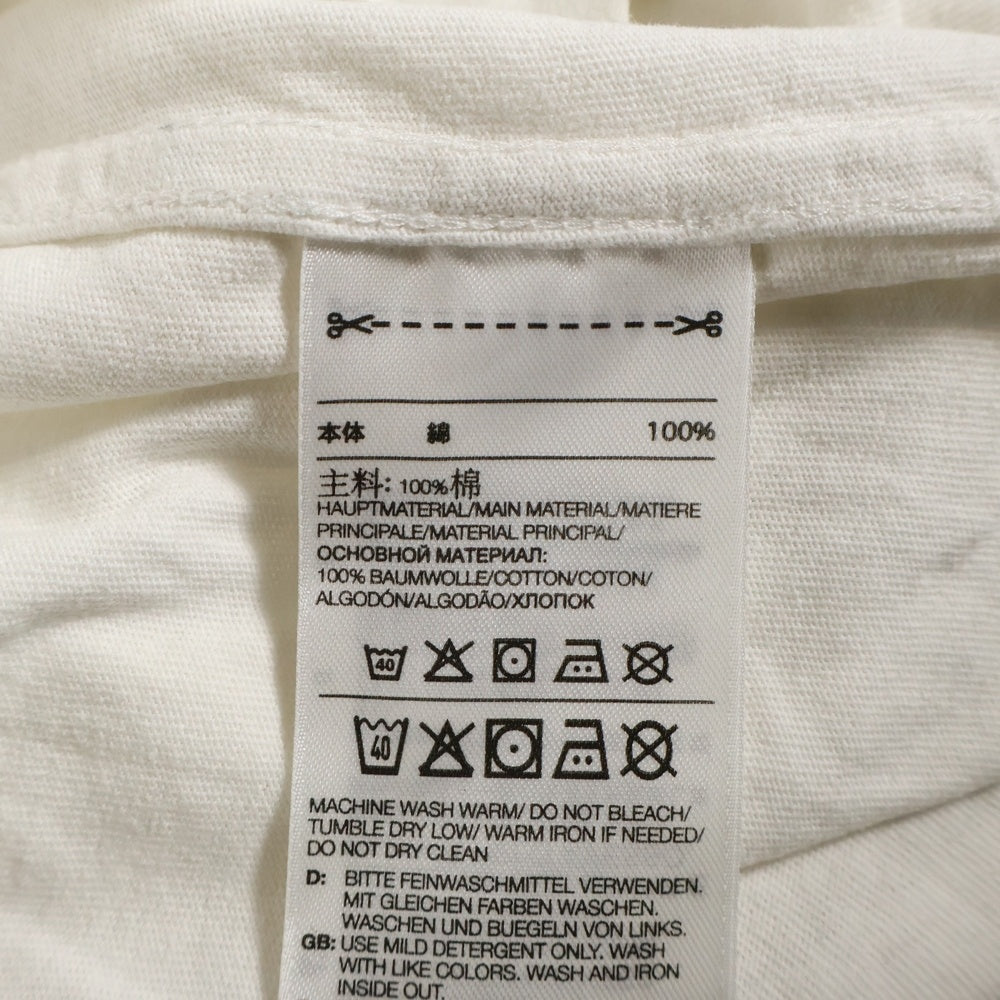 本体 綿 100%
主料: 100%棉
HAUPTMATERIAL/MAIN MATERIAL/MATIERE
PRINCIPALE/MATERIAL PRINCIPAL/
ОСНОВНОЙ МАТЕРИАЛ:
100% BAUMWOLLE/COTTON/COTON/
ALGODÓN/ALGODÃO/ХЛОПОК
40
40
MACHINE WASH WARM/ DO NOT BLEACH/
TUMBLE DRY LOW/ WARM IRON IF NEEDED/
DO NOT DRY CLEAN
D: BITTE FEINWASCHMITTEL VERWENDEN.
MIT GLEICHEN FARBEN WASCHEN.
WASCHEN UND BUEGELN VON LINKS.
GB: USE MILD DETERGENT ONLY. WASH
WITH LIKE COLORS. WASH AND IRON
INSIDE OUT.